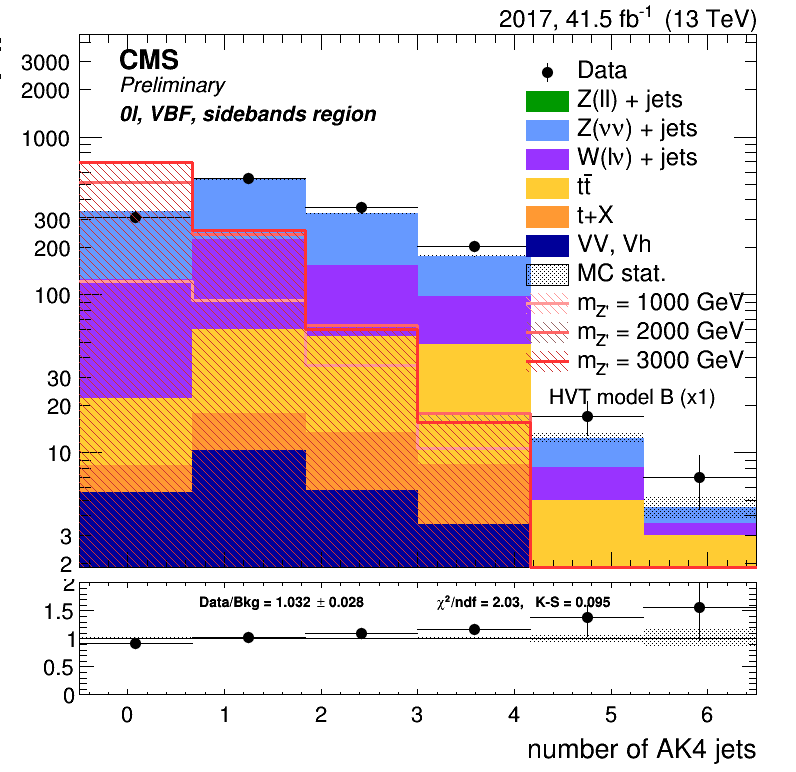 2017, 41.5 fb⁻¹ (13 TeV)
CMS
Preliminary
0l, VBF, sidebands region
Data
Z(ll) + jets
Z(νν) + jets
W(lν) + jets
tt̄
t+X
VV, Vh
MC stat.
m_Z' = 1000 GeV
m_Z' = 2000 GeV
m_Z' = 3000 GeV
HVT model B (x1)
3000
2000
1000
300
200
100
30
20
10
3
2
2
1.5
1
0.5
0
Data/Bkg = 1.032 ± 0.028
χ²/ndf = 2.03, K-S = 0.095
0 1 2 3 4 5 6
number of AK4 jets